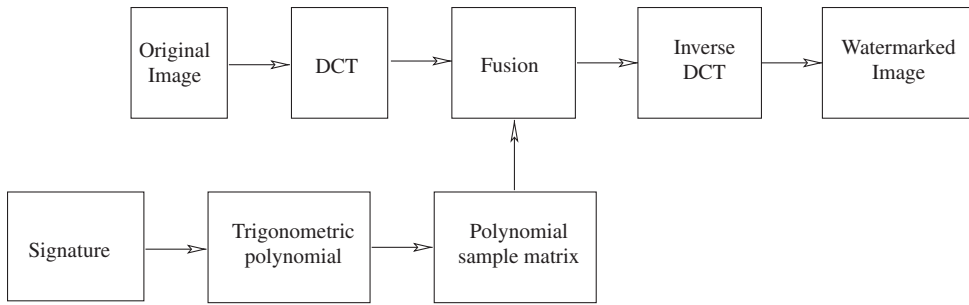 Original
Image
DCT
Fusion
Inverse
DCT
Watermarked
Image
Signature
Trigonometric
polynomial
Polynomial
sample matrix